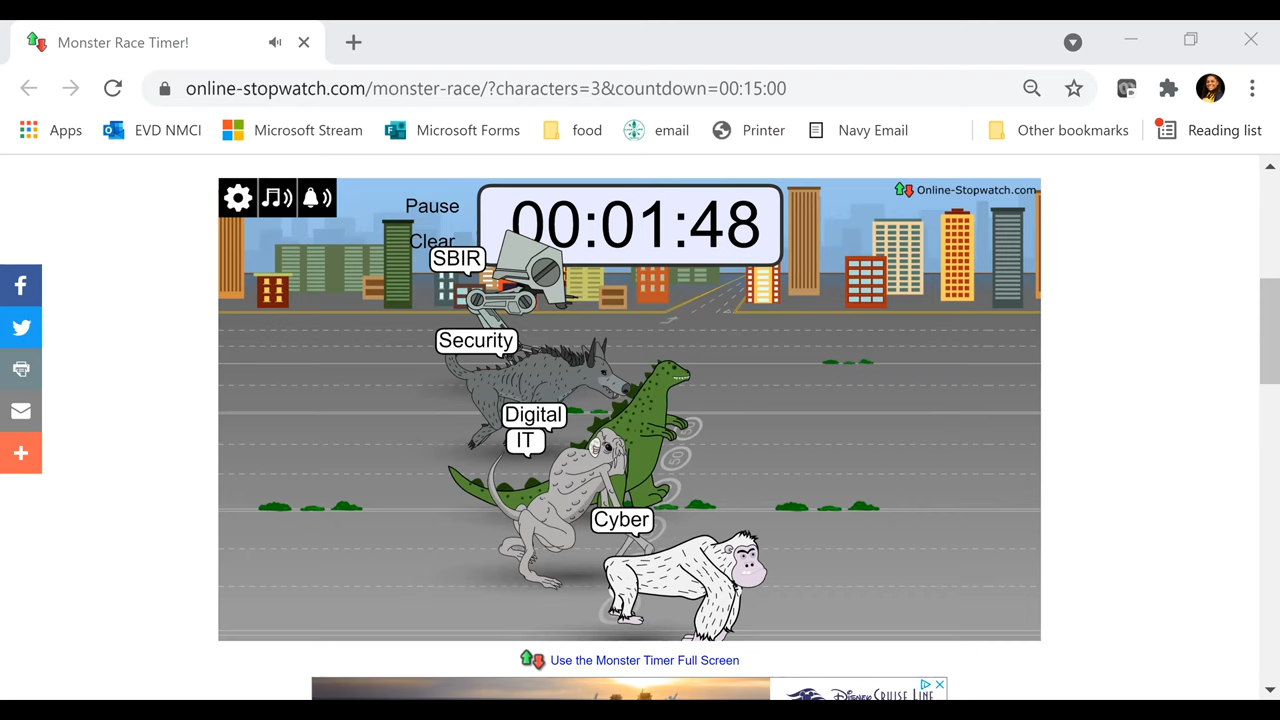 Monster Race Timer!
online-stopwatch.com/monster-race/?characters=3&countdown=00:15:00
Apps
EVD NMCI
Microsoft Stream
Microsoft Forms
food
email
Printer
Navy Email
Other bookmarks
Reading list
Pause
Clear
00:01:48
Online-Stopwatch.com
SBIR
Security
Digital
IT
Cyber
50
Use the Monster Timer Full Screen
DISNEY CRUISE LINE